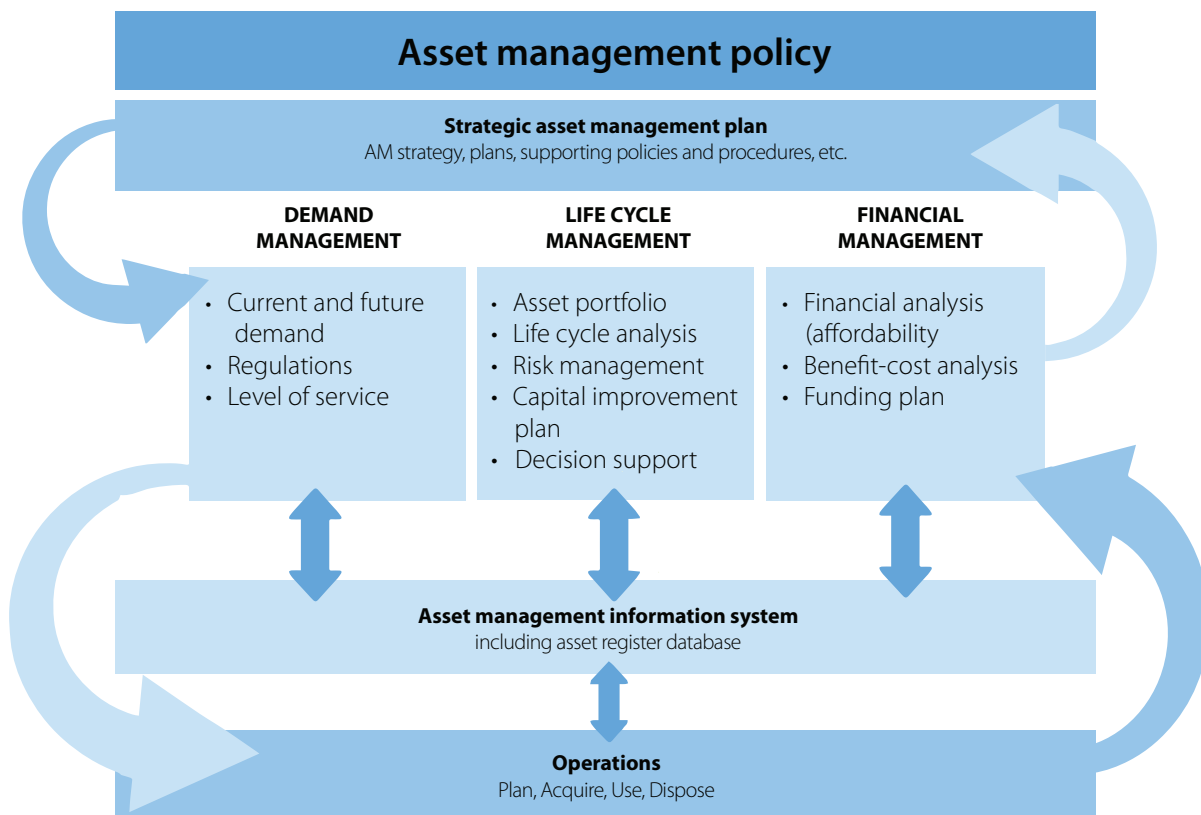 Asset management policy
Strategic asset management plan
AM strategy, plans, supporting policies and procedures, etc.
DEMAND
MANAGEMENT
• Current and future
demand
• Regulations
• Level of service
LIFE CYCLE
MANAGEMENT
• Asset portfolio
• Life cycle analysis
• Risk management
• Capital improvement
plan
• Decision support
FINANCIAL
MANAGEMENT
• Financial analysis
(affordability
• Benefit-cost analysis
• Funding plan
Asset management information system
including asset register database
Operations
Plan, Acquire, Use, Dispose